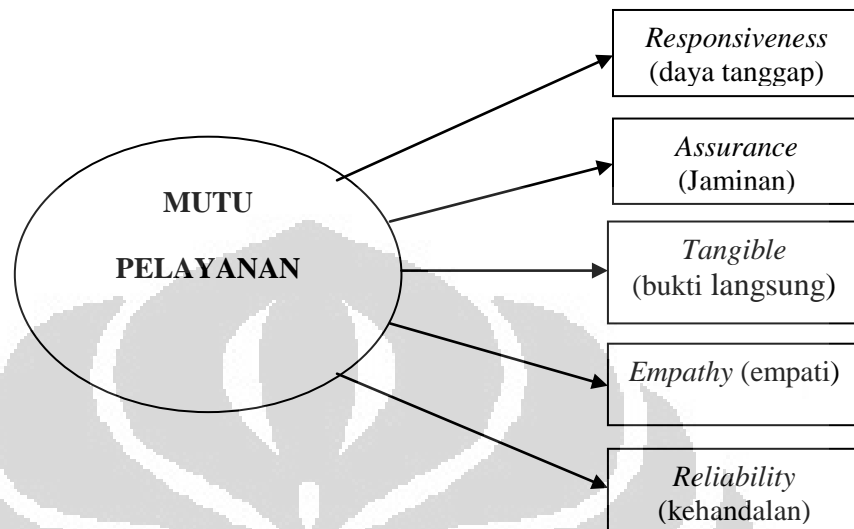 Responsiveness
(daya tanggap)
Assurance
(Jaminan)
MUTU
PELAYANAN
Tangible
(bukti langsung)
Empathy (empati)
Reliability
(kehandalan)